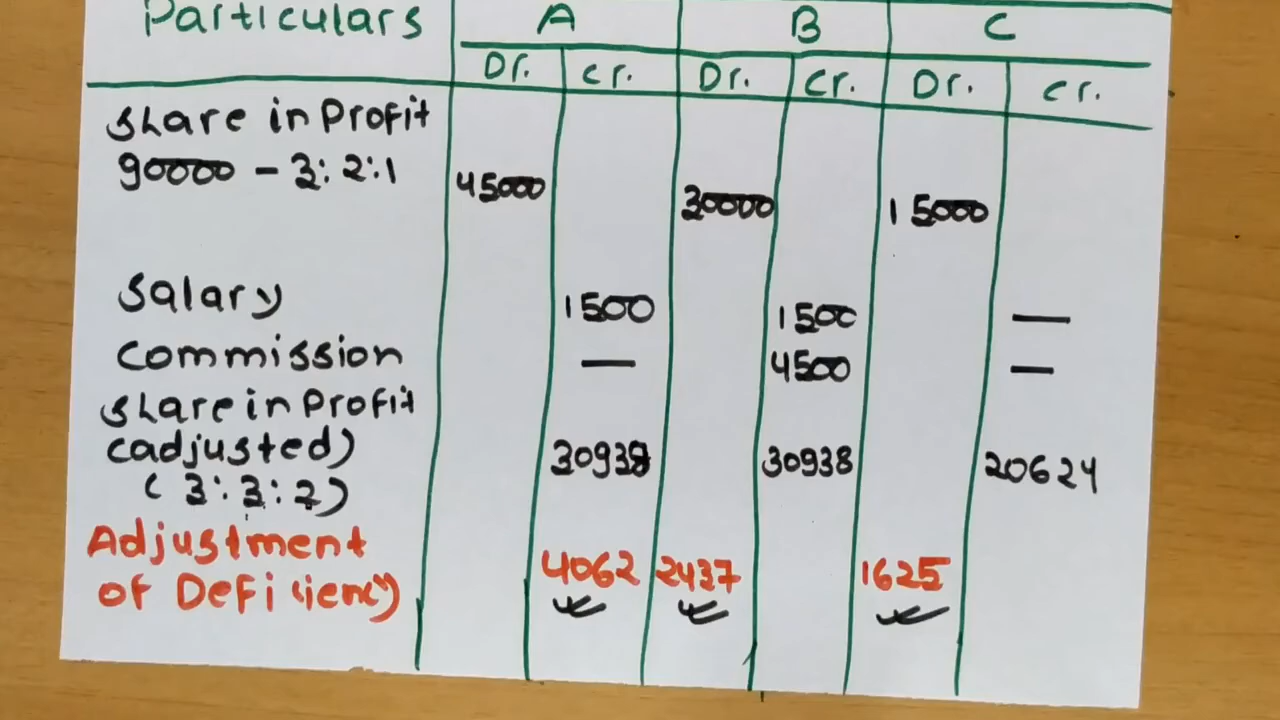 Particulars A B C
Dr. Cr. Dr. Cr. Dr. Cr.
Share in Profit
90000 - 3:2:1 45000 30000 15000
Salary 1500 1500 —
Commission — 4500 —
Share in Profit
(adjusted) 30938 30938 20624
(3:3:2)
Adjustment
of Deficiency 4062 2437 1625